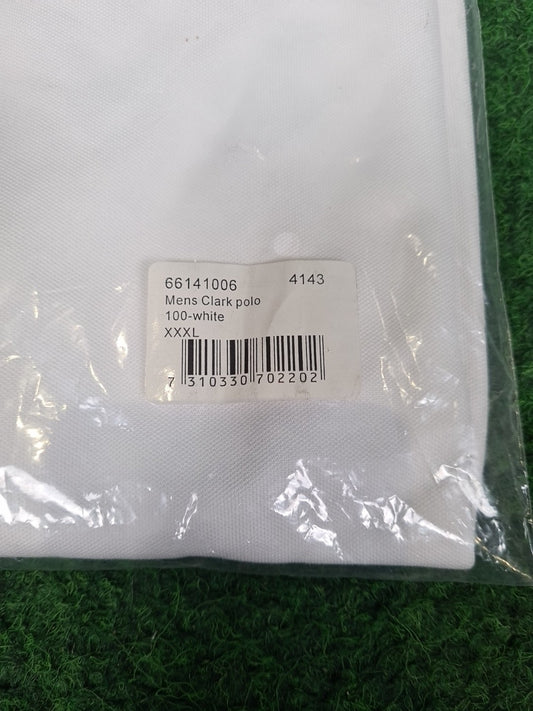 66141006 4143
Mens Clark polo
100-white
XXXL
7 310330 702202